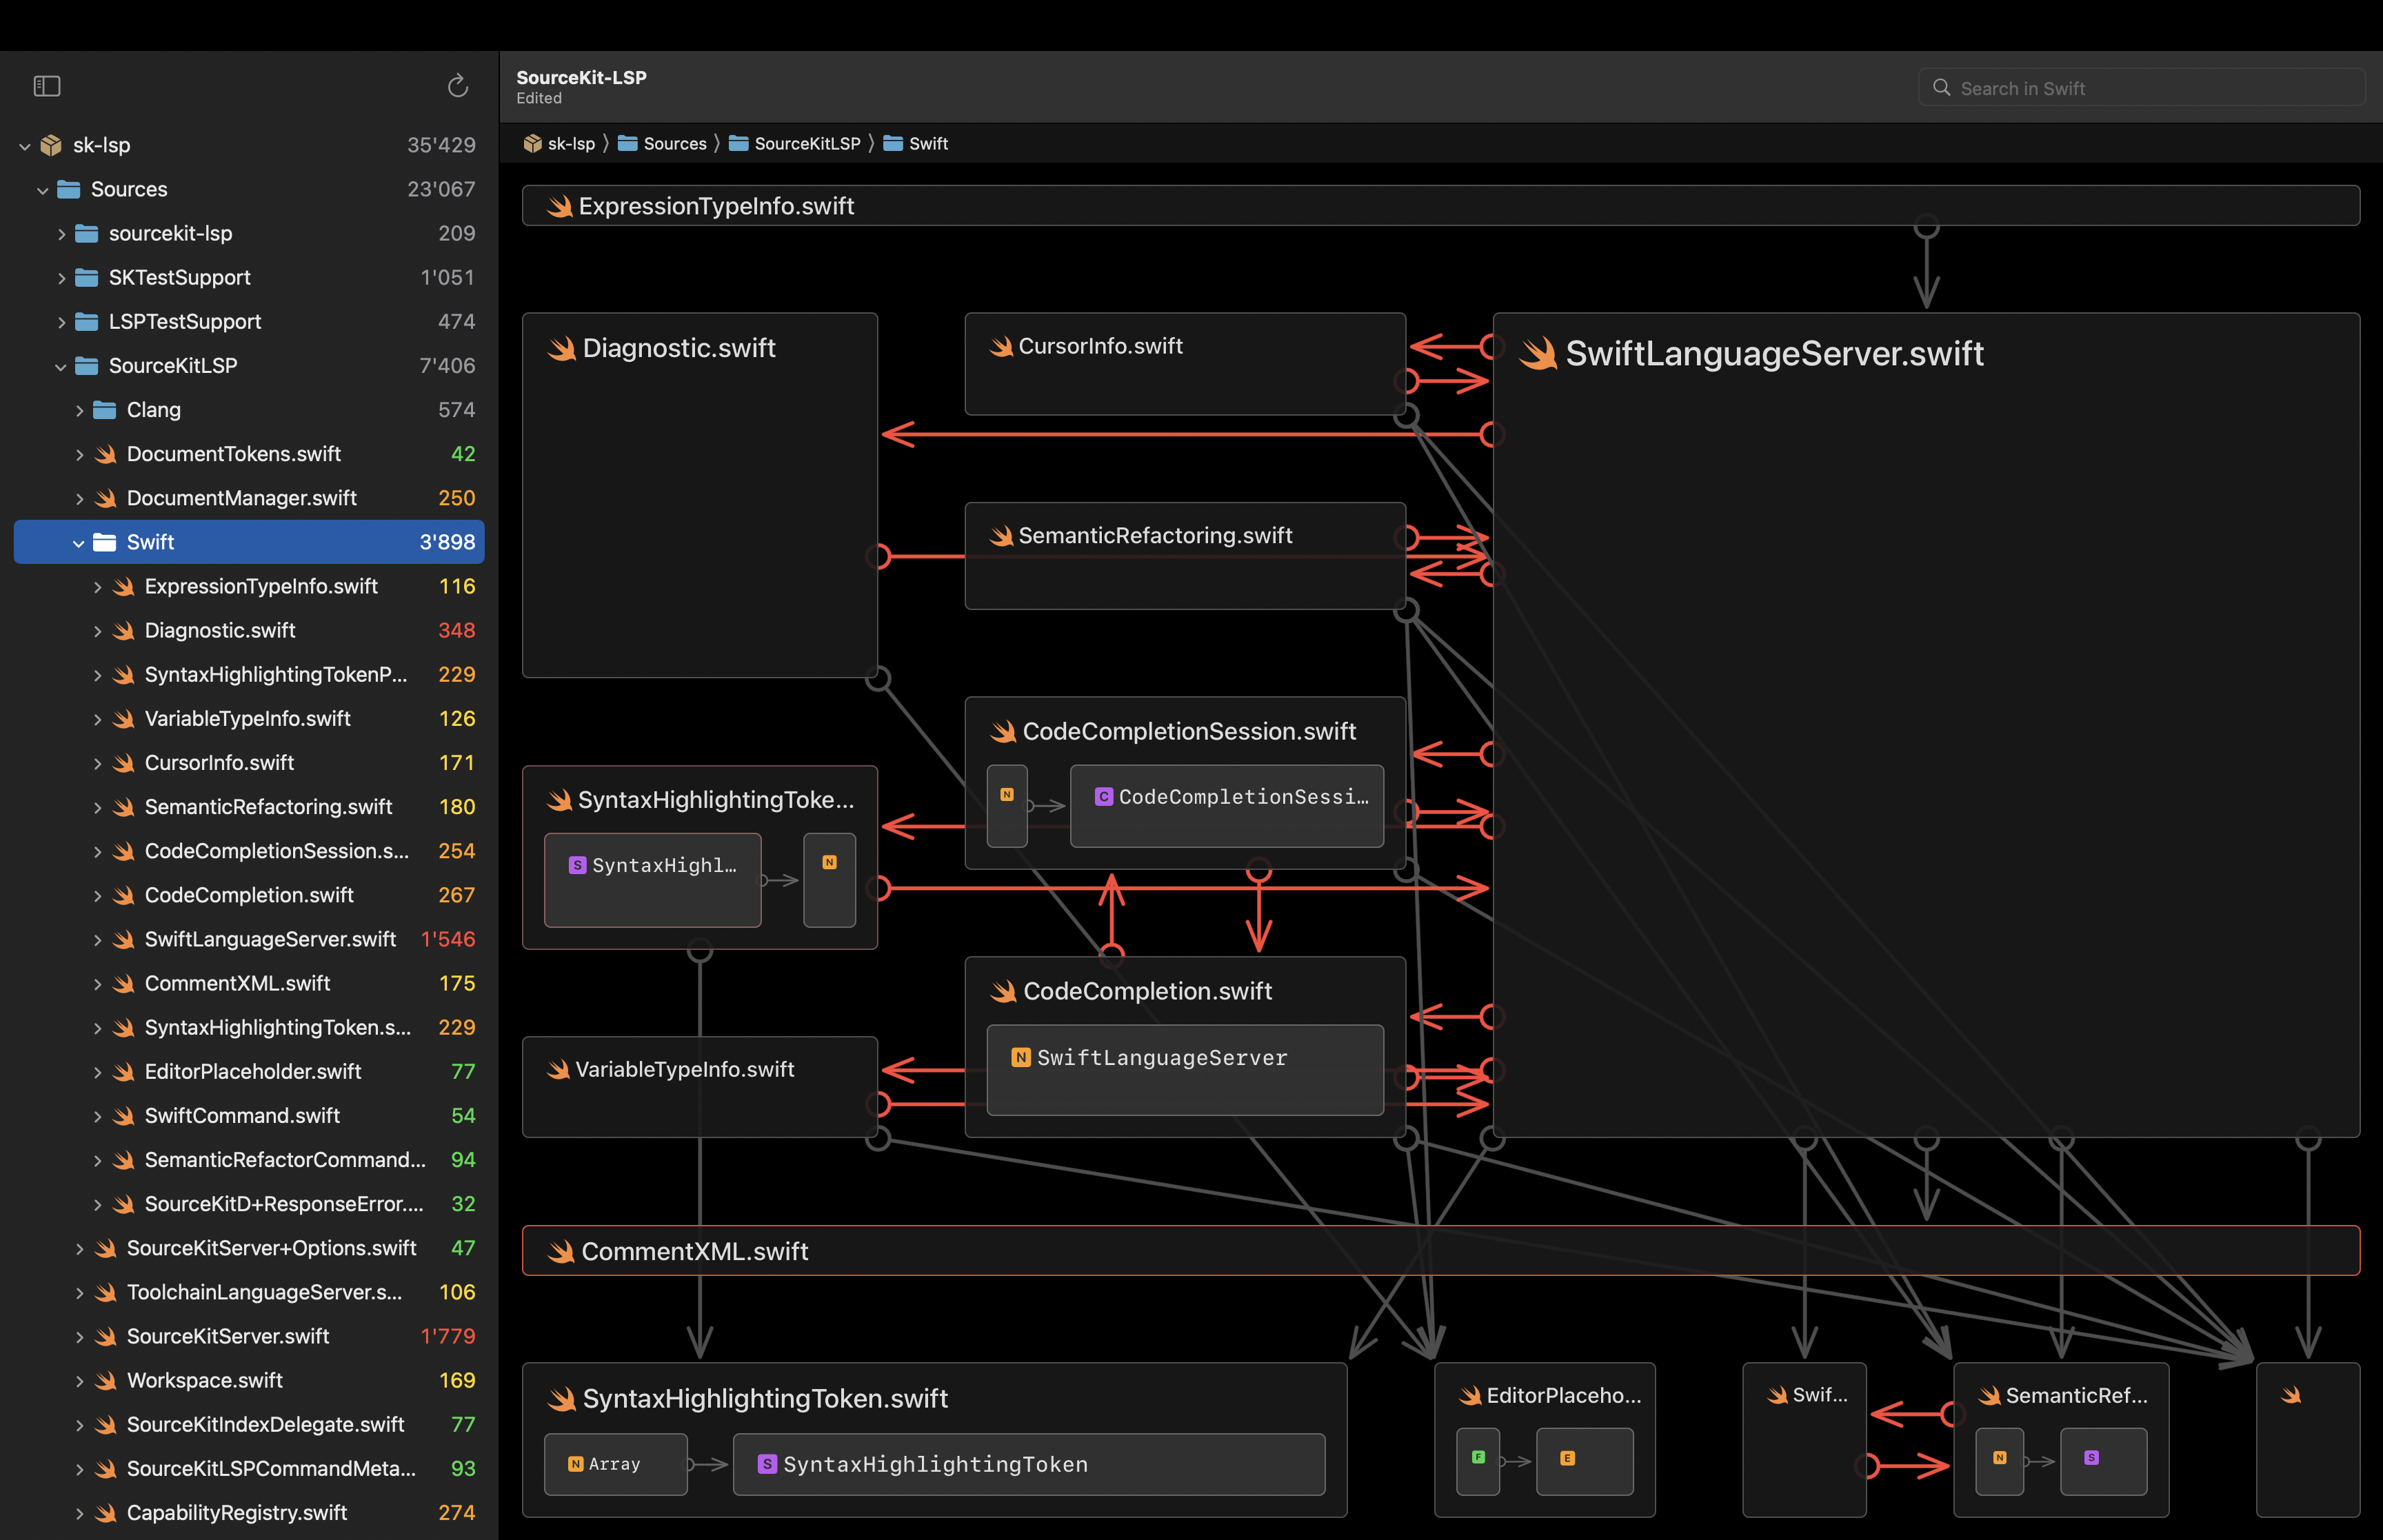 sk-lsp 35'429
Sources 23'067
sourcekit-lsp 209
SKTestSupport 1'051
LSPTestSupport 474
SourceKitLSP 7'406
Clang 574
DocumentTokens.swift 42
DocumentManager.swift 250
Swift 3'898
ExpressionTypeInfo.swift 116
Diagnostic.swift 348
SyntaxHighlightingTokenP... 229
VariableTypeInfo.swift 126
CursorInfo.swift 171
SemanticRefactoring.swift 180
CodeCompletionSession.s... 254
CodeCompletion.swift 267
SwiftLanguageServer.swift 1'546
CommentXML.swift 175
SyntaxHighlightingToken.s... 229
EditorPlaceholder.swift 77
SwiftCommand.swift 54
SemanticRefactorCommand... 94
SourceKitD+ResponseError.... 32
SourceKitServer+Options.swift 47
ToolchainLanguageServer.s... 106
SourceKitServer.swift 1'779
Workspace.swift 169
SourceKitIndexDelegate.swift 77
SourceKitLSPCommandMeta... 93
CapabilityRegistry.swift 274
SourceKit-LSP
Edited
Search in Swift
sk-lsp Sources SourceKitLSP Swift
ExpressionTypeInfo.swift
Diagnostic.swift
CursorInfo.swift
SwiftLanguageServer.swift
SemanticRefactoring.swift
CodeCompletionSession.swift
N
C CodeCompletionSessi...
SyntaxHighlightingToke...
S SyntaxHighl...
N
CodeCompletion.swift
N SwiftLanguageServer
VariableTypeInfo.swift
CommentXML.swift
SyntaxHighlightingToken.swift
N Array
S SyntaxHighlightingToken
EditorPlaceho...
F
E
Swif...
SemanticRef...
N
S